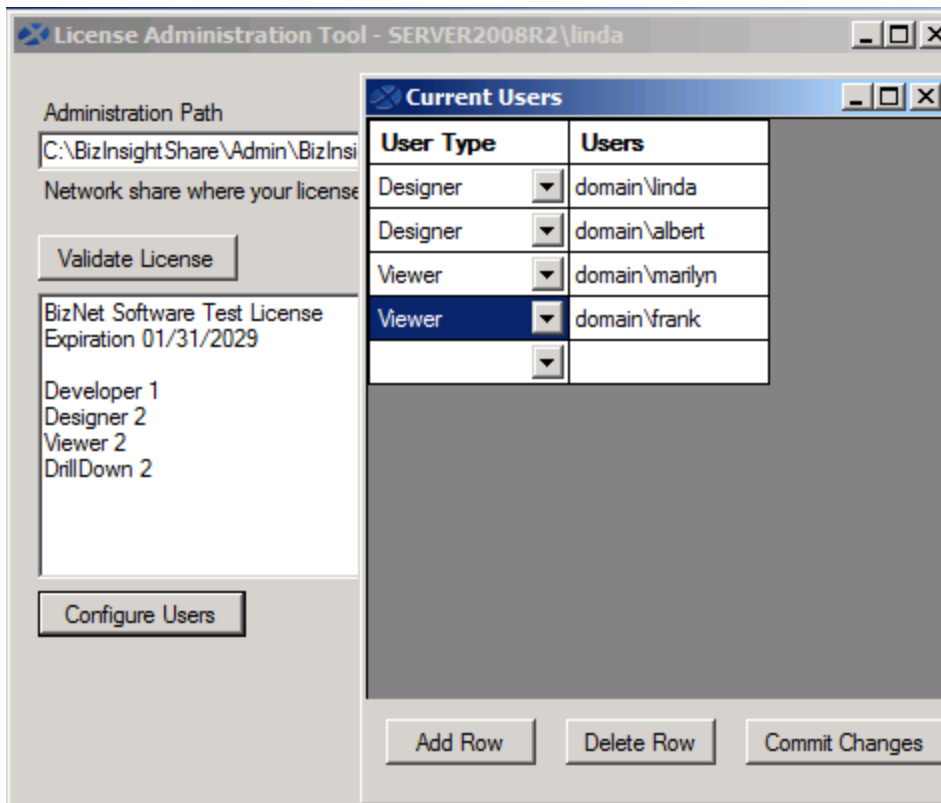 License Administration Tool - SERVER2008R2\linda
Administration Path
C:\BizInsightShare\Admin\BizInsi
Network share where your license
Validate License
BizNet Software Test License
Expiration 01/31/2029
Developer 1
Designer 2
Viewer 2
DrillDown 2
Configure Users
Current Users
User Type Users
Designer domain\linda
Designer domain\albert
Viewer domain\marilyn
Viewer domain\frank
Add Row Delete Row Commit Changes